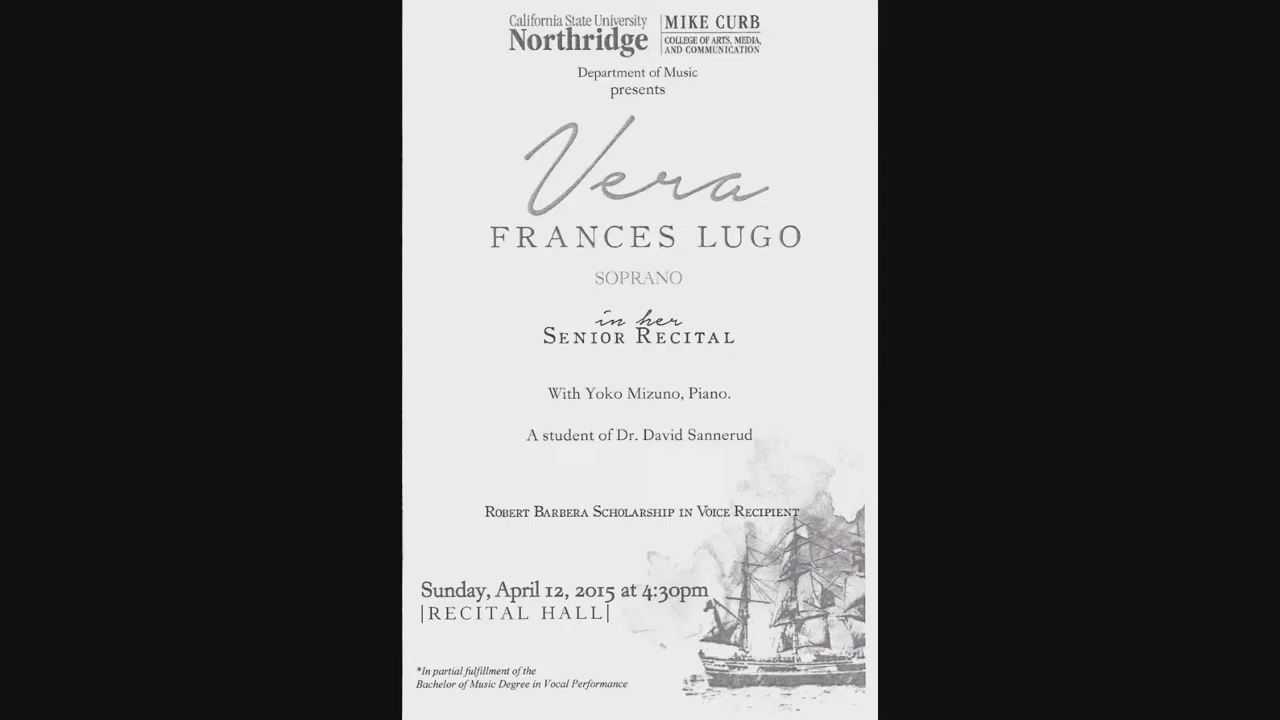 California State University
Northridge
MIKE CURB
COLLEGE OF ARTS, MEDIA,
AND COMMUNICATION
Department of Music
presents
Vera
FRANCES LUGO
SOPRANO
in her
SENIOR RECITAL
With Yoko Mizuno, Piano.
A student of Dr. David Sannerud
ROBERT BARBERA SCHOLARSHIP IN VOICE RECIPIENT
Sunday, April 12, 2015 at 4:30pm
|RECITAL HALL|
*In partial fulfillment of the
Bachelor of Music Degree in Vocal Performance